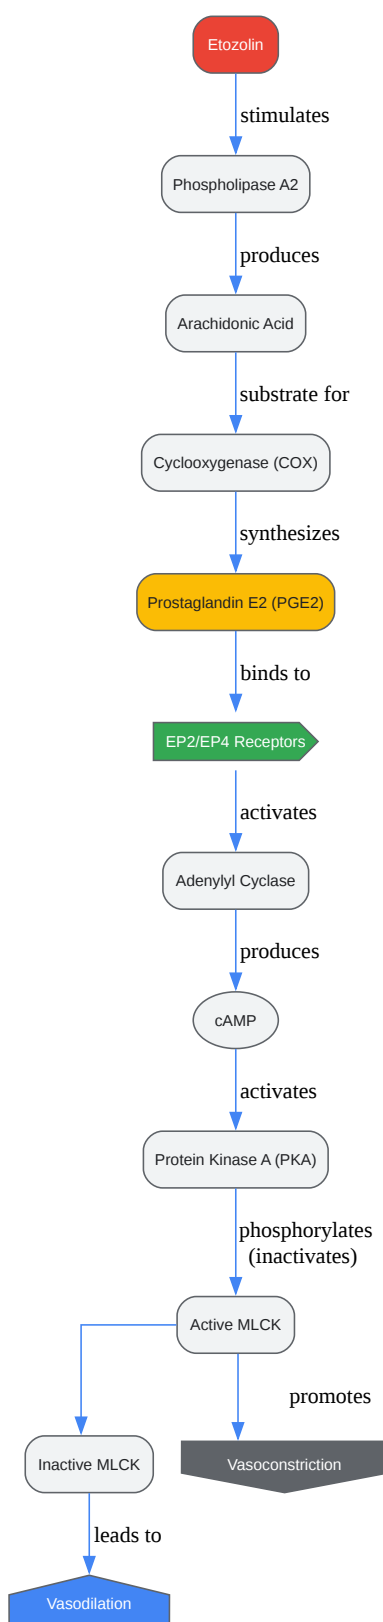 Etozolin
stimulates
Phospholipase A2
produces
Arachidonic Acid
substrate for
Cyclooxygenase (COX)
synthesizes
Prostaglandin E2 (PGE2)
binds to
EP2/EP4 Receptors
activates
Adenylyl Cyclase
produces
cAMP
activates
Protein Kinase A (PKA)
phosphorylates
(inactivates)
Active MLCK
promotes
Inactive MLCK
Vasoconstriction
leads to
Vasodilation